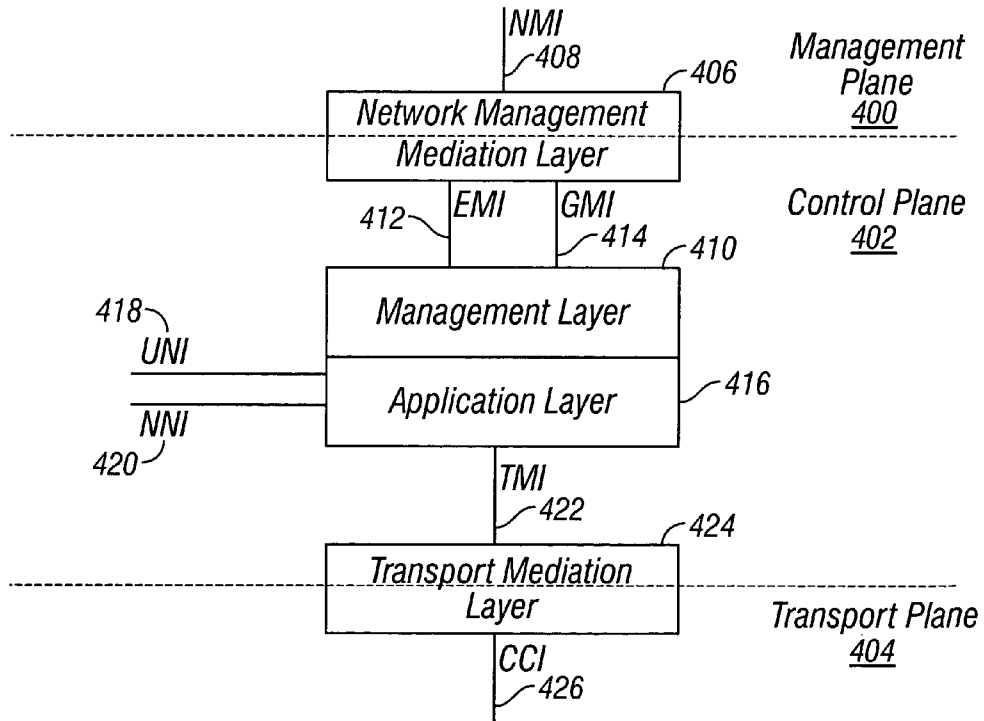 NMI
408
406
Management
Plane
400
Network Management
Mediation Layer
EMI
GMI
412
414
Control Plane
402
410
Management Layer
418
UNI
Application Layer
416
NNI
420
TMI
422
424
Transport Mediation
Layer
Transport Plane
404
CCI
426